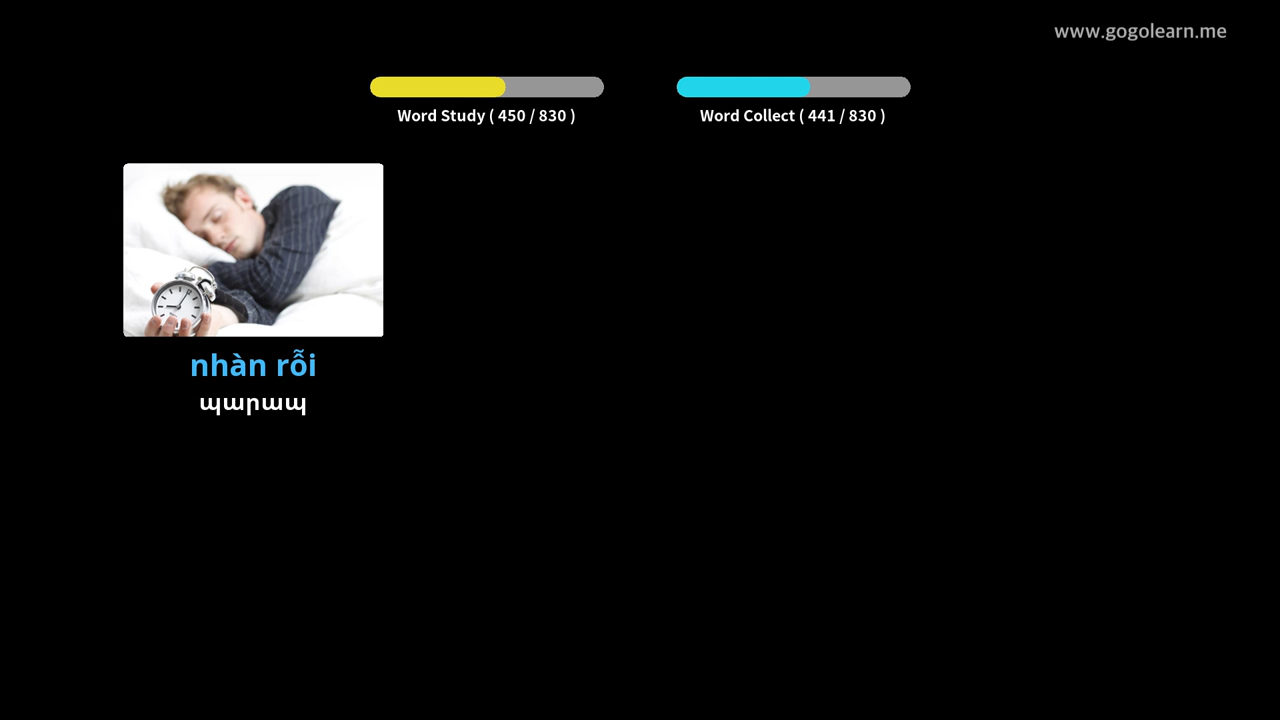 www.gogolearn.me
Word Study ( 450 / 830 )
Word Collect ( 441 / 830 )
nhàn rỗi
պարապ